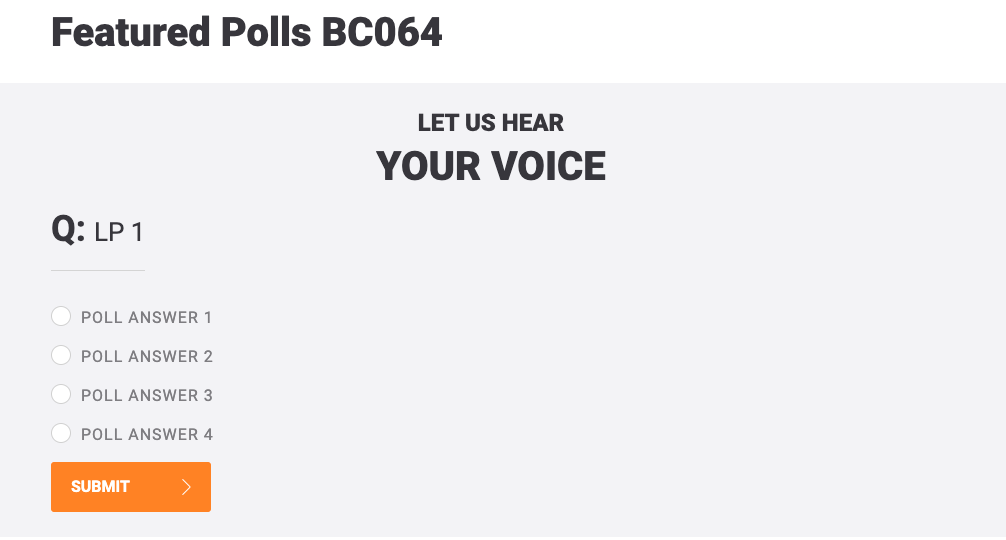 Featured Polls BC064
LET US HEAR
YOUR VOICE
Q: LP 1
POLL ANSWER 1
POLL ANSWER 2
POLL ANSWER 3
POLL ANSWER 4
SUBMIT